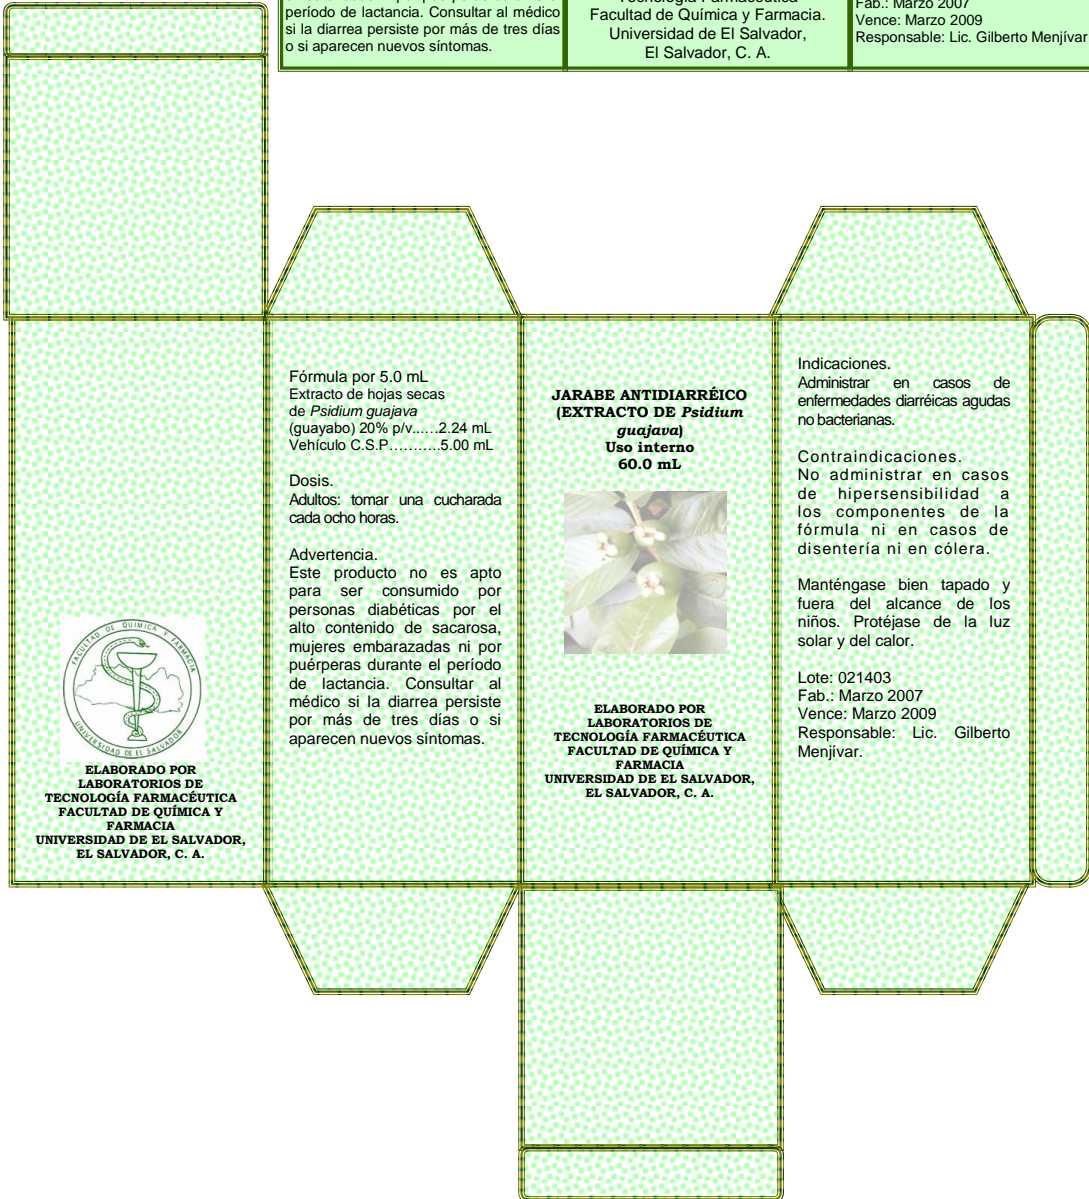 período de lactancia. Consultar al médico
si la diarrea persiste por más de tres días
o si aparecen nuevos síntomas.
Tecnología Farmacéutica
Facultad de Química y Farmacia.
Universidad de El Salvador,
El Salvador, C. A.
Fab.: Marzo 2007
Vence: Marzo 2009
Responsable: Lic. Gilberto Menjívar
FACULTAD DE QUIMICA Y FARMACIA
UNIVERSIDAD DE EL SALVADOR
ELABORADO POR
LABORATORIOS DE
TECNOLOGÍA FARMACÉUTICA
FACULTAD DE QUÍMICA Y
FARMACIA
UNIVERSIDAD DE EL SALVADOR,
EL SALVADOR, C. A.
Fórmula por 5.0 mL
Extracto de hojas secas
de Psidium guajava
(guayabo) 20% p/v......2.24 mL
Vehículo C.S.P...........5.00 mL
Dosis.
Adultos: tomar una cucharada
cada ocho horas.
Advertencia.
Este producto no es apto
para ser consumido por
personas diabéticas por el
alto contenido de sacarosa,
mujeres embarazadas ni por
puérperas durante el período
de lactancia. Consultar al
médico si la diarrea persiste
por más de tres días o si
aparecen nuevos síntomas.
JARABE ANTIDIARRÉICO
(EXTRACTO DE Psidium
guajava)
Uso interno
60.0 mL
ELABORADO POR
LABORATORIOS DE
TECNOLOGÍA FARMACÉUTICA
FACULTAD DE QUÍMICA Y
FARMACIA
UNIVERSIDAD DE EL SALVADOR,
EL SALVADOR, C. A.
Indicaciones.
Administrar en casos de
enfermedades diarréicas agudas
no bacterianas.
Contraindicaciones.
No administrar en casos
de hipersensibilidad a
los componentes de la
fórmula ni en casos de
disentería ni en cólera.
Manténgase bien tapado y
fuera del alcance de los
niños. Protéjase de la luz
solar y del calor.
Lote: 021403
Fab.: Marzo 2007
Vence: Marzo 2009
Responsable: Lic. Gilberto
Menjívar.